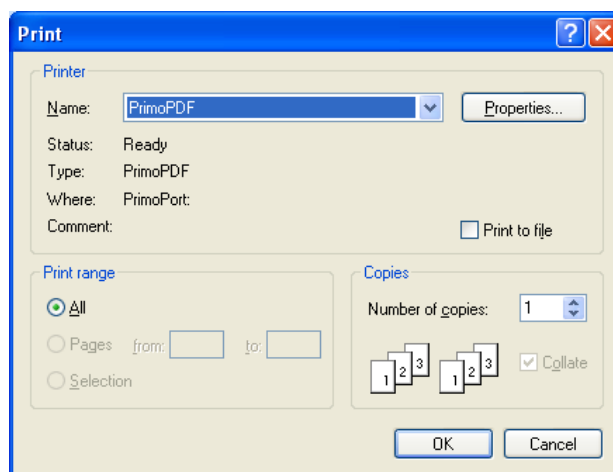 Print
Printer
Name: PrimoPDF Properties...
Status: Ready
Type: PrimoPDF
Where: PrimoPort:
Comment: Print to file
Print range
All
Pages from: to:
Selection
Copies
Number of copies: 1
1 2 3 1 2 3 Collate
OK Cancel